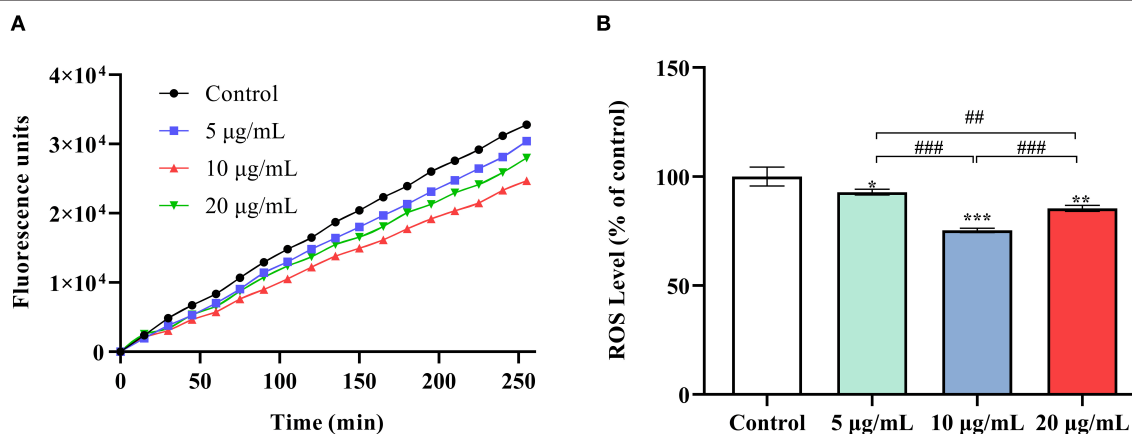 A
Fluorescence units
4×10⁴
3×10⁴
2×10⁴
1×10⁴
0
Control
5 μg/mL
10 μg/mL
20 μg/mL
0 50 100 150 200 250
Time (min)
B
ROS Level (% of control)
150
100
50
0
##
### ###
*
***
**
Control 5 μg/mL 10 μg/mL 20 μg/mL